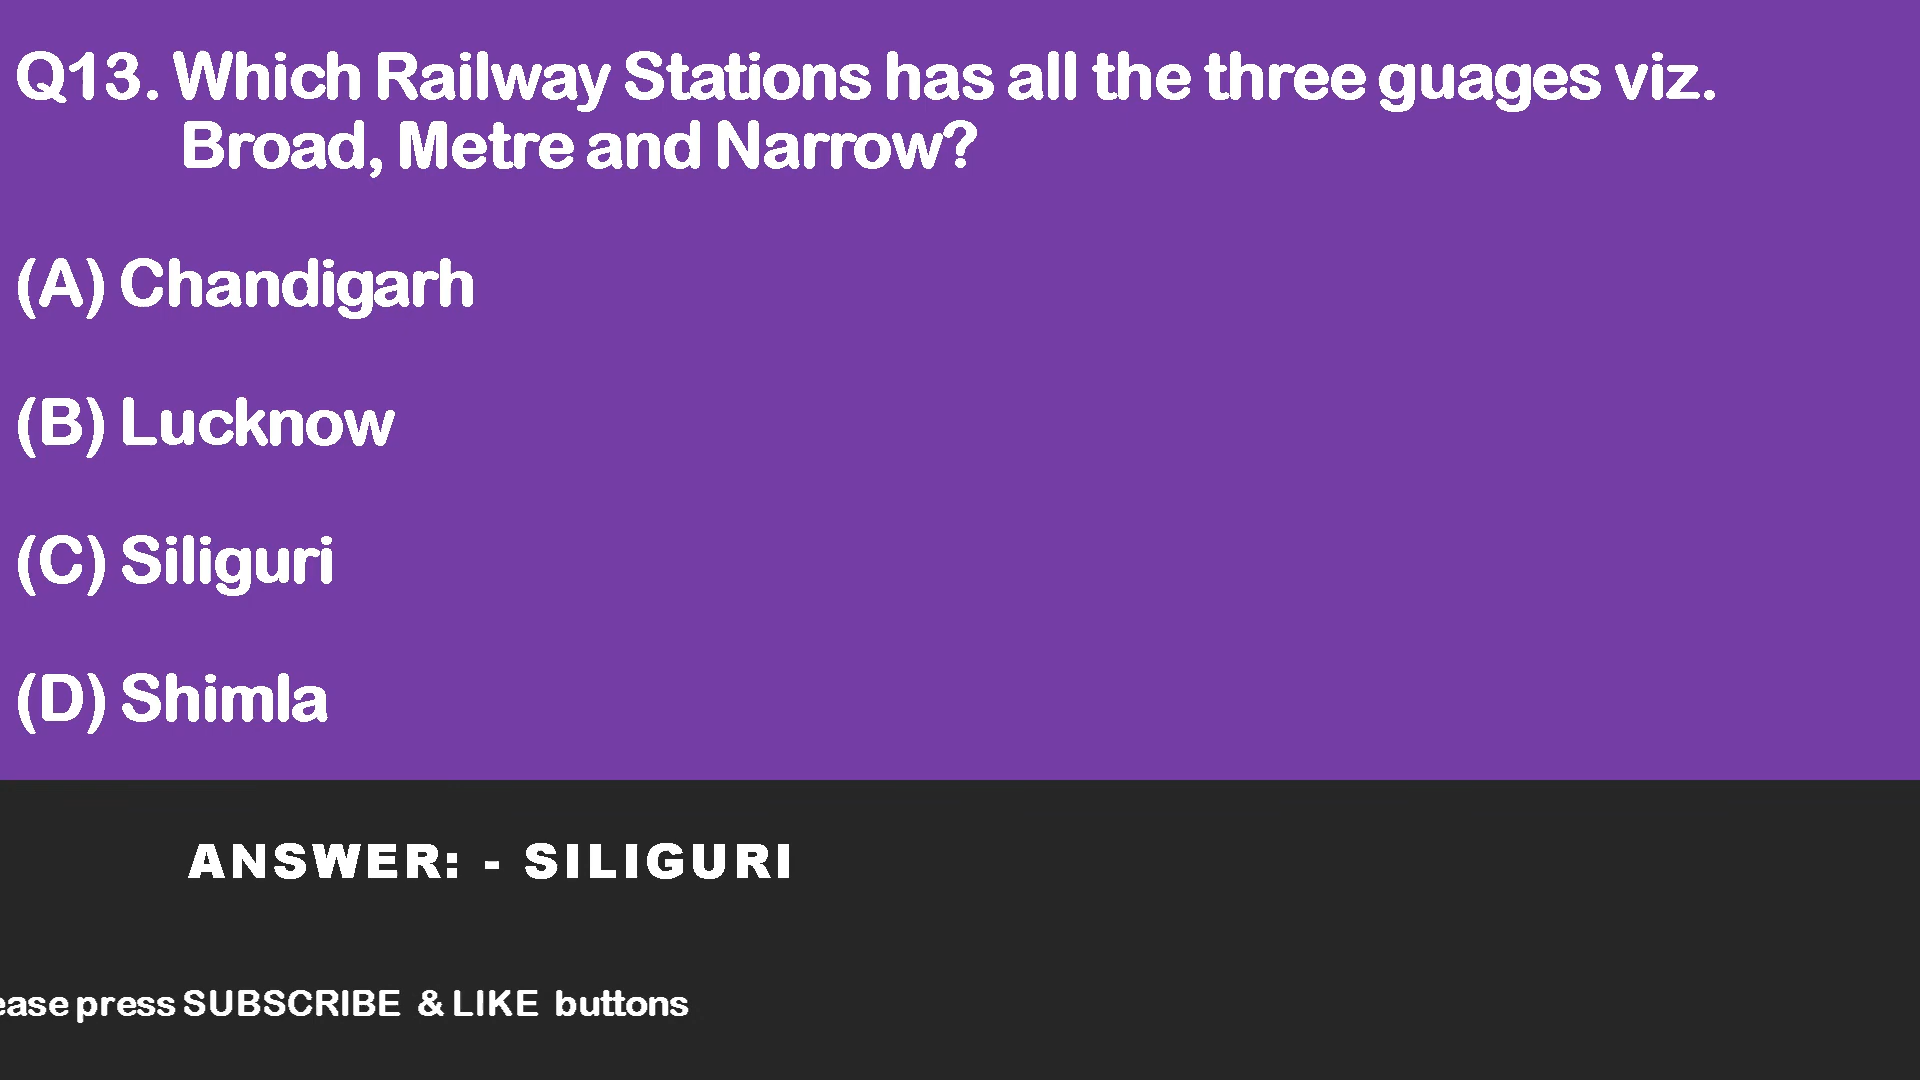 Q13. Which Railway Stations has all the three guages viz.
Broad, Metre and Narrow?
(A) Chandigarh
(B) Lucknow
(C) Siliguri
(D) Shimla
ANSWER: - SILIGURI
press SUBSCRIBE & LIKE buttons